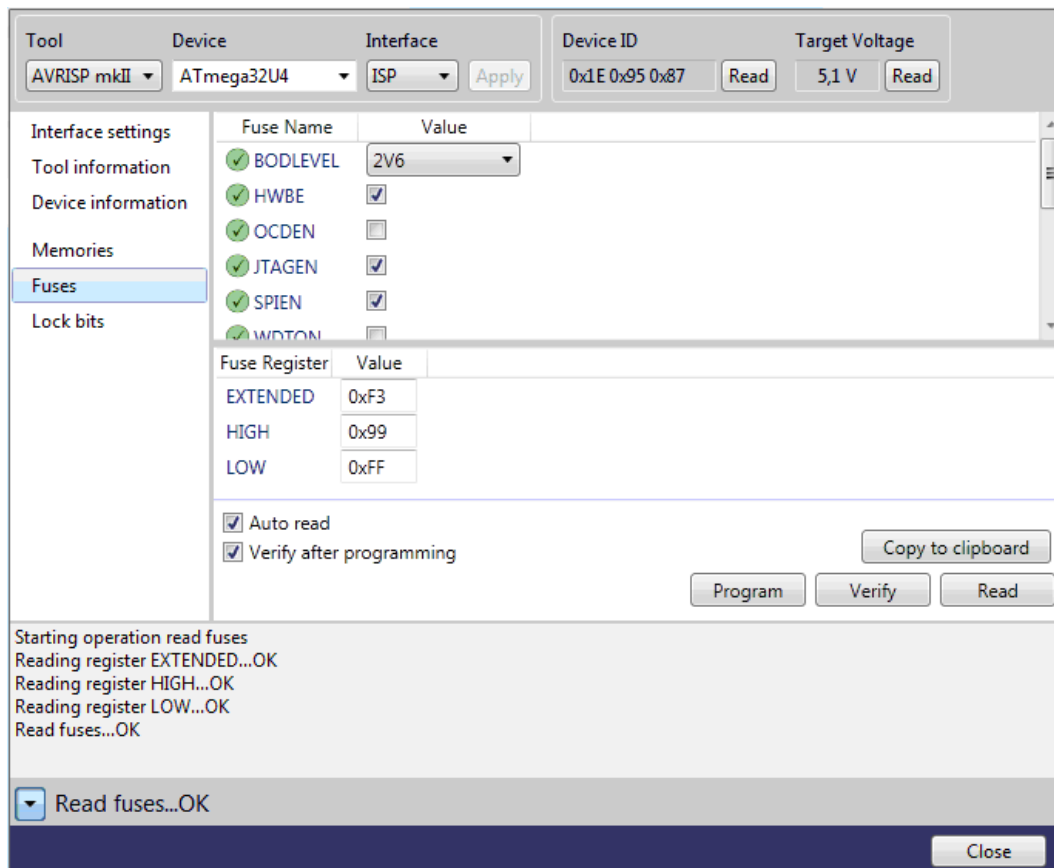 Tool Device Interface Device ID Target Voltage
AVRISP mkII ATmega32U4 ISP Apply 0x1E 0x95 0x87 Read 5,1 V Read
Interface settings
Tool information
Device information
Memories
Fuses
Lock bits
Fuse Name Value
BODLEVEL 2V6
HWBE
OCDEN
JTAGEN
SPIEN
WDTON
Fuse Register Value
EXTENDED 0xF3
HIGH 0x99
LOW 0xFF
Auto read
Verify after programming
Copy to clipboard
Program Verify Read
Starting operation read fuses
Reading register EXTENDED...OK
Reading register HIGH...OK
Reading register LOW...OK
Read fuses...OK
Read fuses...OK
Close